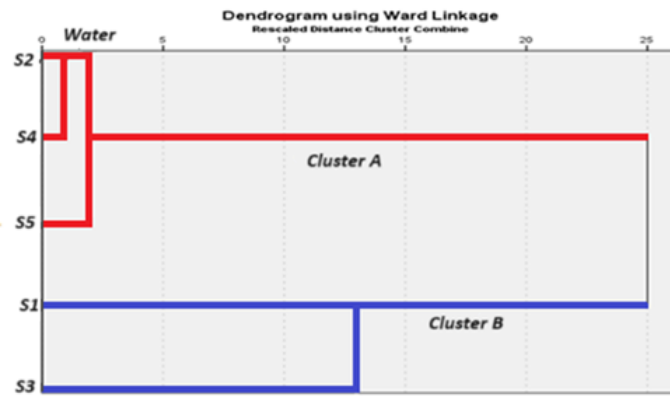 Dendrogram using Ward Linkage
Rescaled Distance Cluster Combine
Water
0 5 10 15 20 25
S2
S4
Cluster A
S5
S1
Cluster B
S3